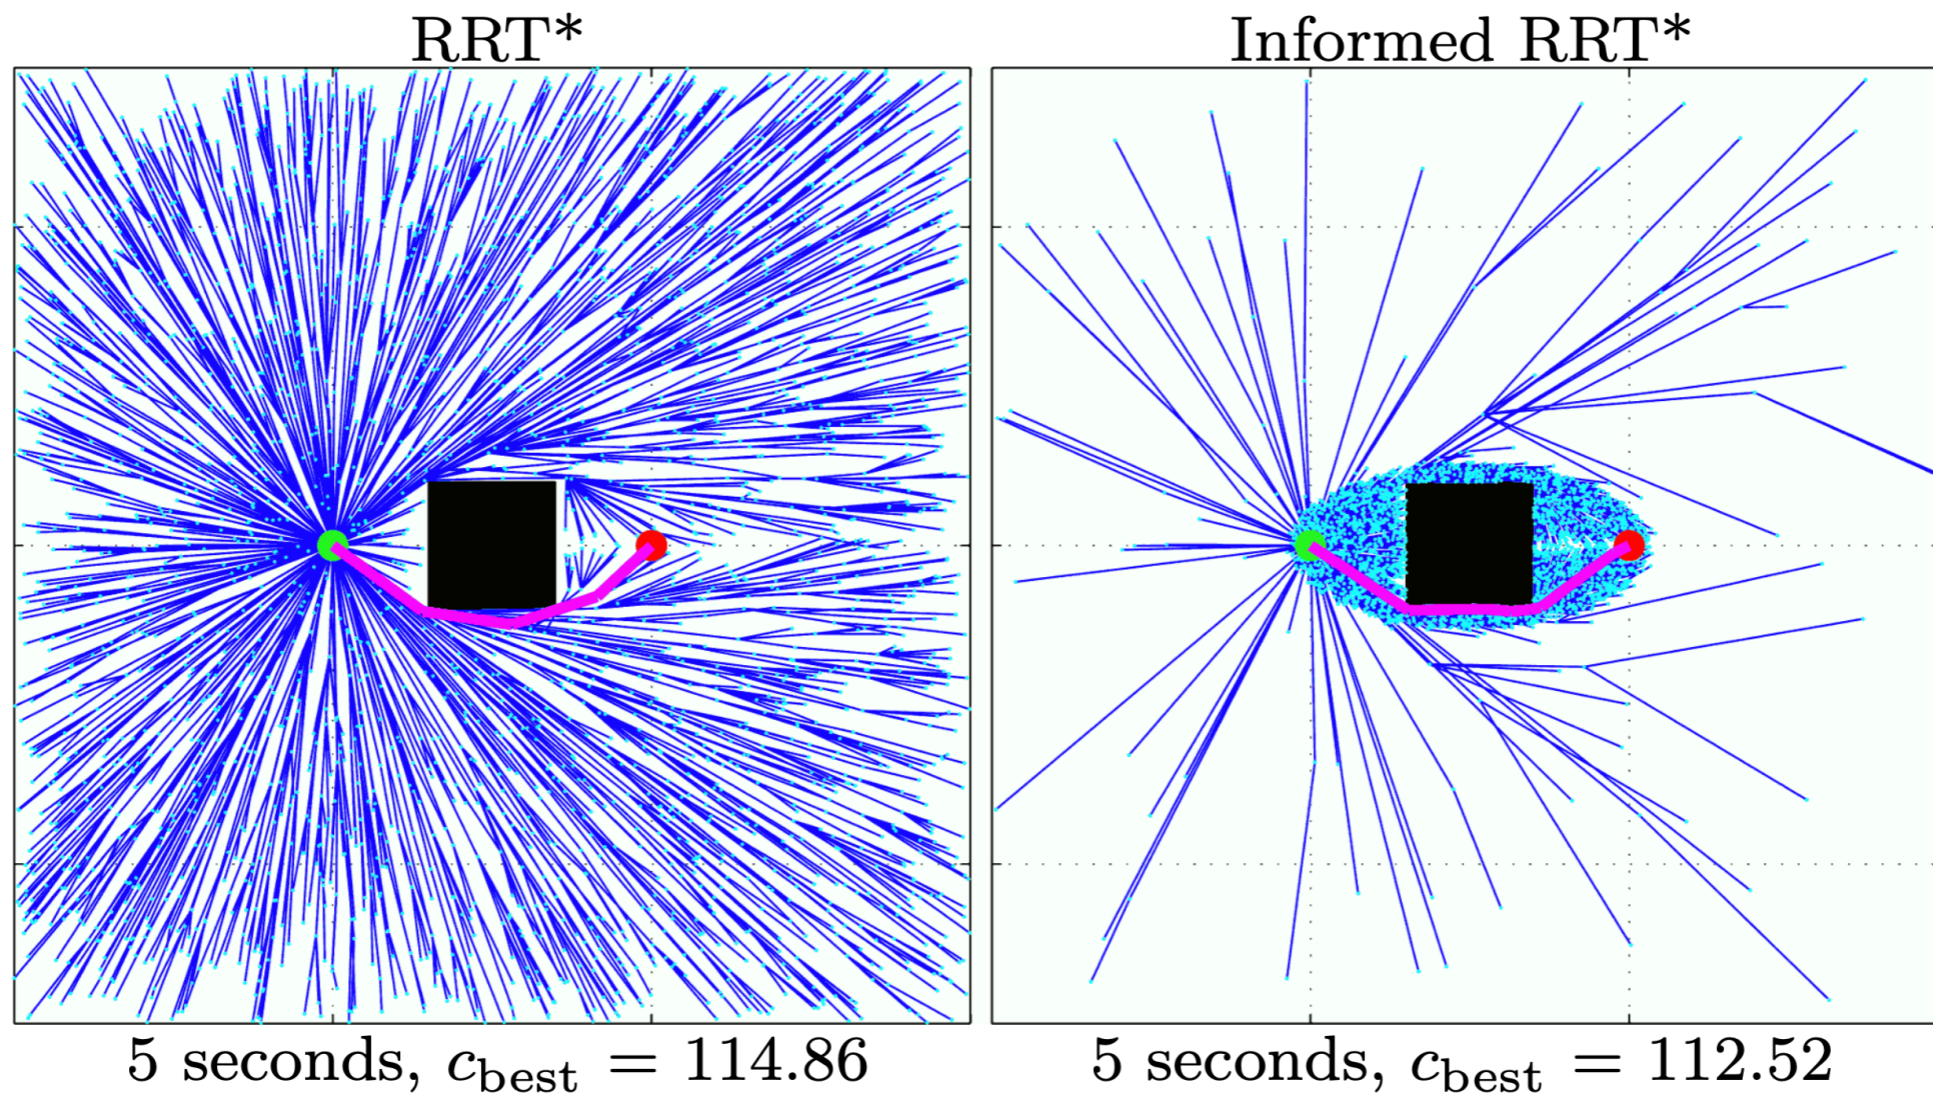 RRT*
Informed RRT*
5 seconds, c_best = 114.86
5 seconds, c_best = 112.52